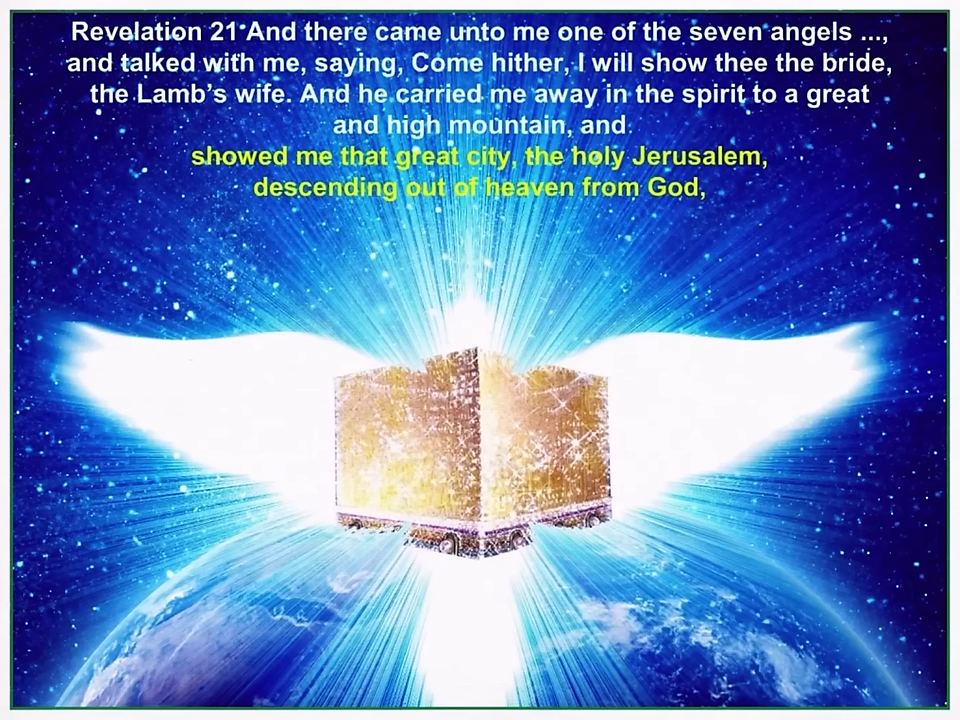 Revelation 21 And there came unto me one of the seven angels ...,
and talked with me, saying, Come hither, I will show thee the bride,
the Lamb’s wife. And he carried me away in the spirit to a great
and high mountain, and
showed me that great city, the holy Jerusalem,
descending out of heaven from God,